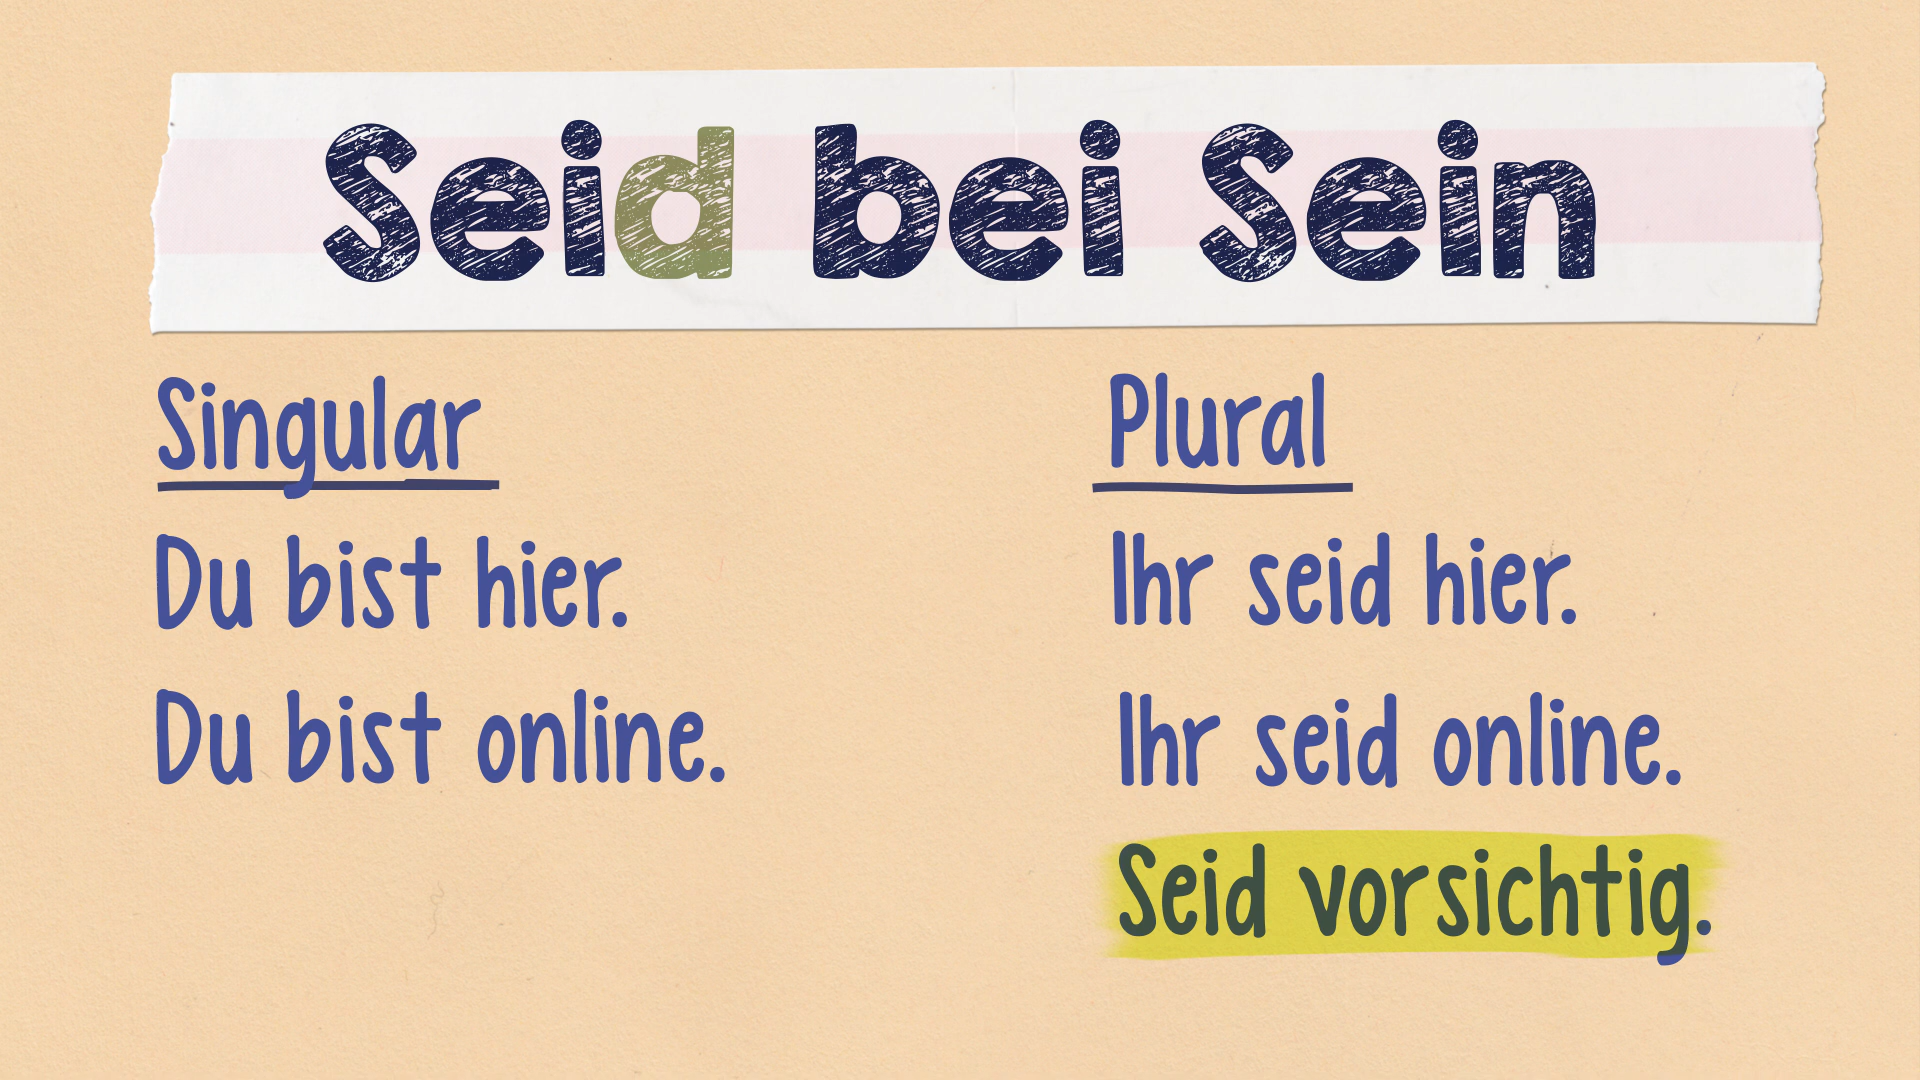 Seid bei Sein
Singular
Du bist hier.
Du bist online.
Plural
Ihr seid hier.
Ihr seid online.
Seid vorsichtig.